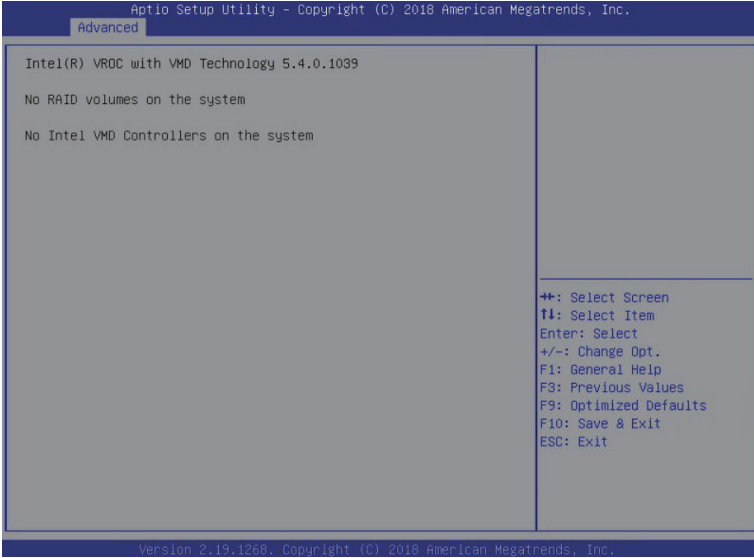 Aptio Setup Utility – Copyright (C) 2018 American Megatrends, Inc.
Advanced
Intel(R) VROC with VMD Technology 5.4.0.1039
No RAID volumes on the system
No Intel VMD Controllers on the system
→←: Select Screen
↑↓: Select Item
Enter: Select
+/-: Change Opt.
F1: General Help
F3: Previous Values
F9: Optimized Defaults
F10: Save & Exit
ESC: Exit
Version 2.19.1268. Copyright (C) 2018 American Megatrends, Inc.